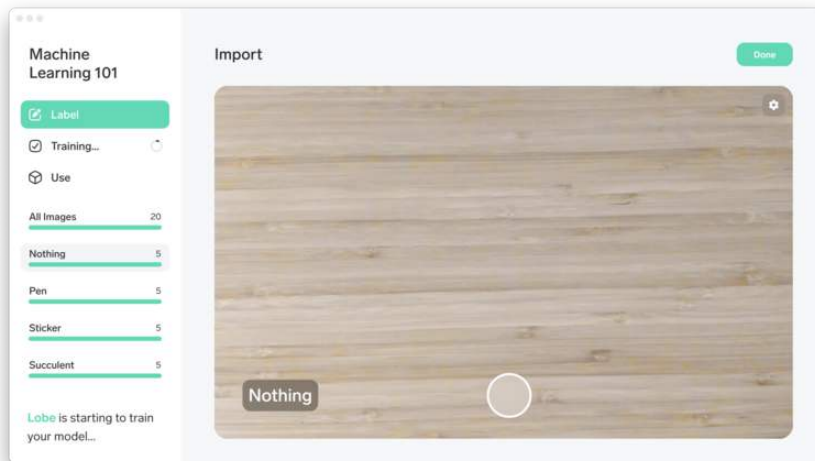 Machine
Learning 101
Label
Training...
Use
All Images 20
Nothing 5
Pen 5
Sticker 5
Succulent 5
Lobe is starting to train
your model...
Import
Done
Nothing